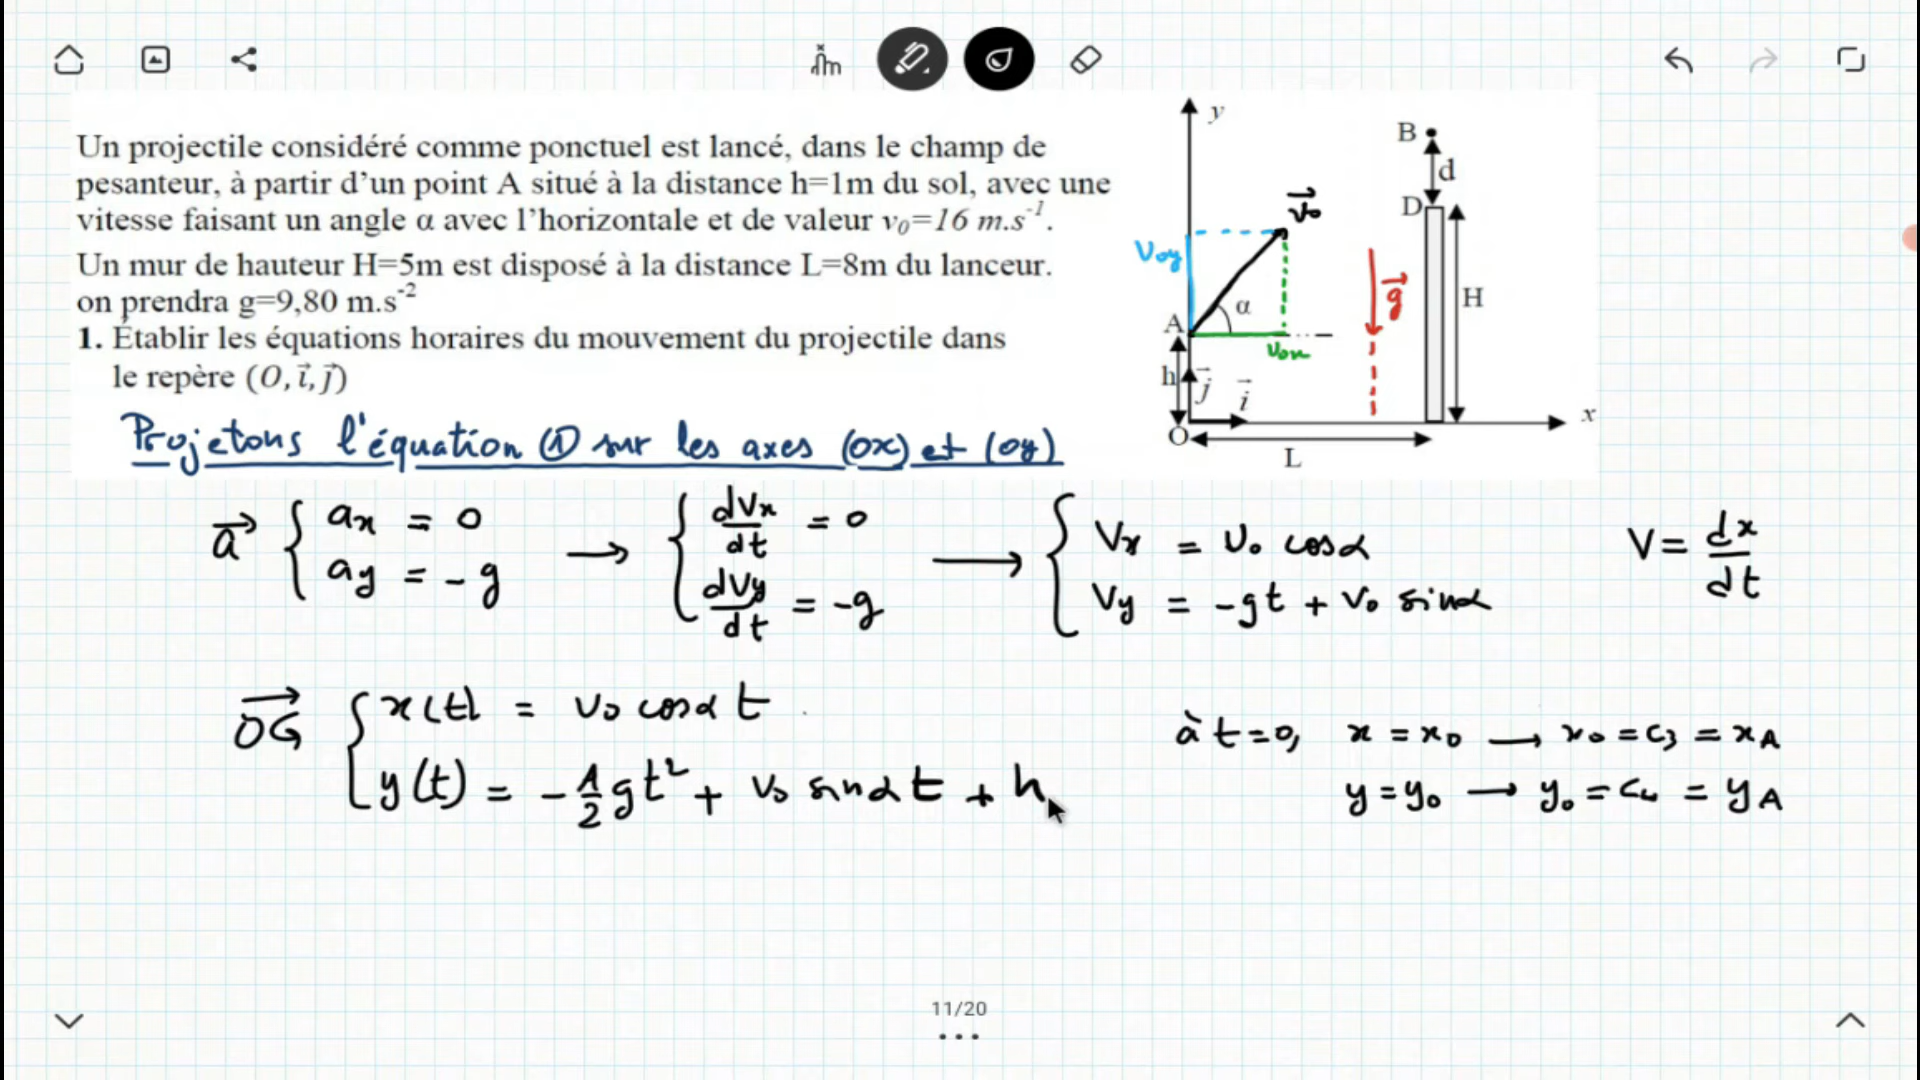 Un projectile considéré comme ponctuel est lancé, dans le champ de
pesanteur, à partir d'un point A situé à la distance h=1m du sol, avec une
vitesse faisant un angle α avec l'horizontale et de valeur v₀=16 m.s⁻¹.
Un mur de hauteur H=5m est disposé à la distance L=8m du lanceur.
on prendra g=9,80 m.s⁻²
1. Établir les équations horaires du mouvement du projectile dans
le repère (O, i⃗, j⃗)
y
B
d
D
v⃗₀
V₀y
α
g⃗
H
A
V₀x
h
j⃗
i⃗
x
O
L
Projetons l'équation ① sur les axes (ox) et (oy)
a⃗ { ax = 0
ay = -g
→ { dVx/dt = 0
dVy/dt = -g
→ { Vx = V₀ cosα
Vy = -gt + V₀ sinα
V = dx/dt
OG⃗ { x(t) = V₀ cosα t
y(t) = -1/2 gt² + V₀ sinα t + h
à t=0, x = x₀ → x₀ = C₃ = xA
y = y₀ → y₀ = C₄ = yA
11/20